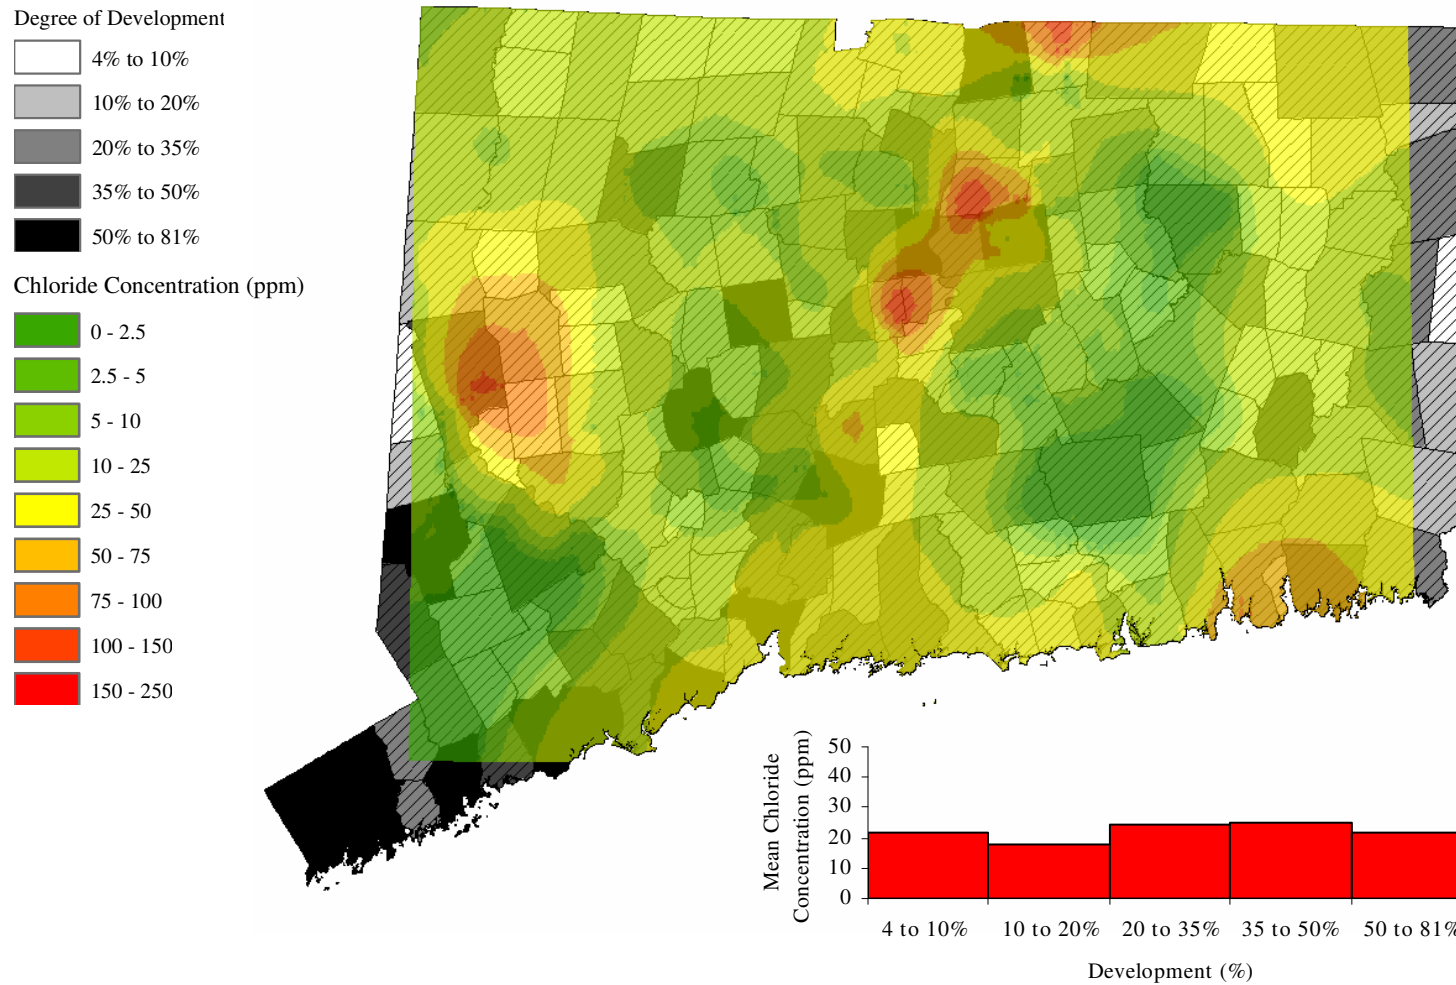 Degree of Development
4% to 10%
10% to 20%
20% to 35%
35% to 50%
50% to 81%
Chloride Concentration (ppm)
0 - 2.5
2.5 - 5
5 - 10
10 - 25
25 - 50
50 - 75
75 - 100
100 - 150
150 - 250
Mean Chloride
Concentration (ppm)
50
40
30
20
10
0
4 to 10% 10 to 20% 20 to 35% 35 to 50% 50 to 81%
Development (%)